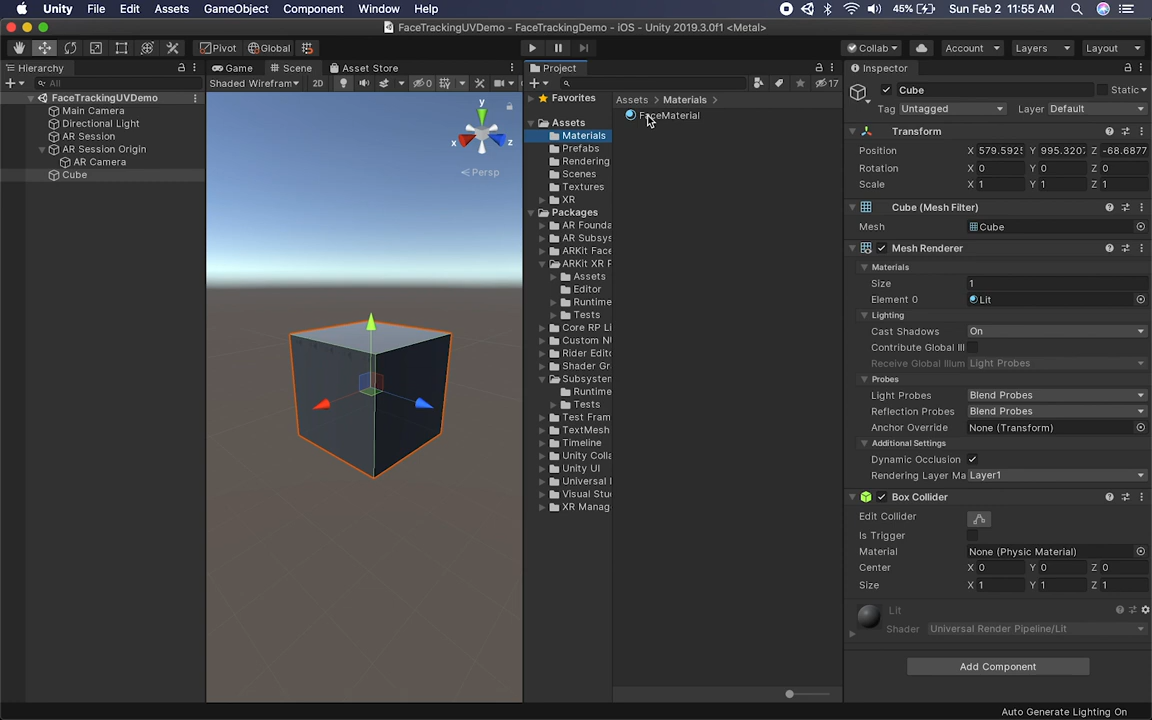 Unity File Edit Assets GameObject Component Window Help 45% Sun Feb 2 11:55 AM
FaceTrackingUVDemo - FaceTrackingDemo - iOS - Unity 2019.3.0f1 <Metal>
Pivot Global Collab Account Layers Layout
Hierarchy
All
FaceTrackingUVDemo
Main Camera
Directional Light
AR Session
AR Session Origin
AR Camera
Cube
Game Scene Asset Store
Shaded Wireframe 2D 0
y
x z
Persp
Project
17
Favorites
Assets
Materials
Prefabs
Rendering
Scenes
Textures
XR
Packages
AR Founda
AR Subsys
ARKit Face
ARKit XR P
Assets
Editor
Runtime
Tests
Core RP Li
Custom NU
Rider Edito
Shader Gr
Subsystem
Runtime
Tests
Test Fram
TextMesh
Timeline
Unity Colla
Unity UI
Universal
Visual Stud
XR Manag
Assets > Materials >
FaceMaterial
Inspector
Cube Static
Tag Untagged Layer Default
Transform
Position X 579.592 Y 995.320 Z -68.6877
Rotation X 0 Y 0 Z 0
Scale X 1 Y 1 Z 1
Cube (Mesh Filter)
Mesh Cube
Mesh Renderer
Materials
Size 1
Element 0 Lit
Lighting
Cast Shadows On
Contribute Global Ill
Receive Global Illum Light Probes
Probes
Light Probes Blend Probes
Reflection Probes Blend Probes
Anchor Override None (Transform)
Additional Settings
Dynamic Occlusion
Rendering Layer Ma Layer1
Box Collider
Edit Collider
Is Trigger
Material None (Physic Material)
Center X 0 Y 0 Z 0
Size X 1 Y 1 Z 1
Lit
Shader Universal Render Pipeline/Lit
Add Component
Auto Generate Lighting On